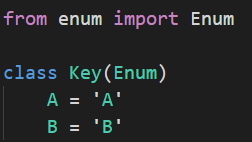 from enum import Enum
class Key(Enum)
    A = 'A'
    B = 'B'